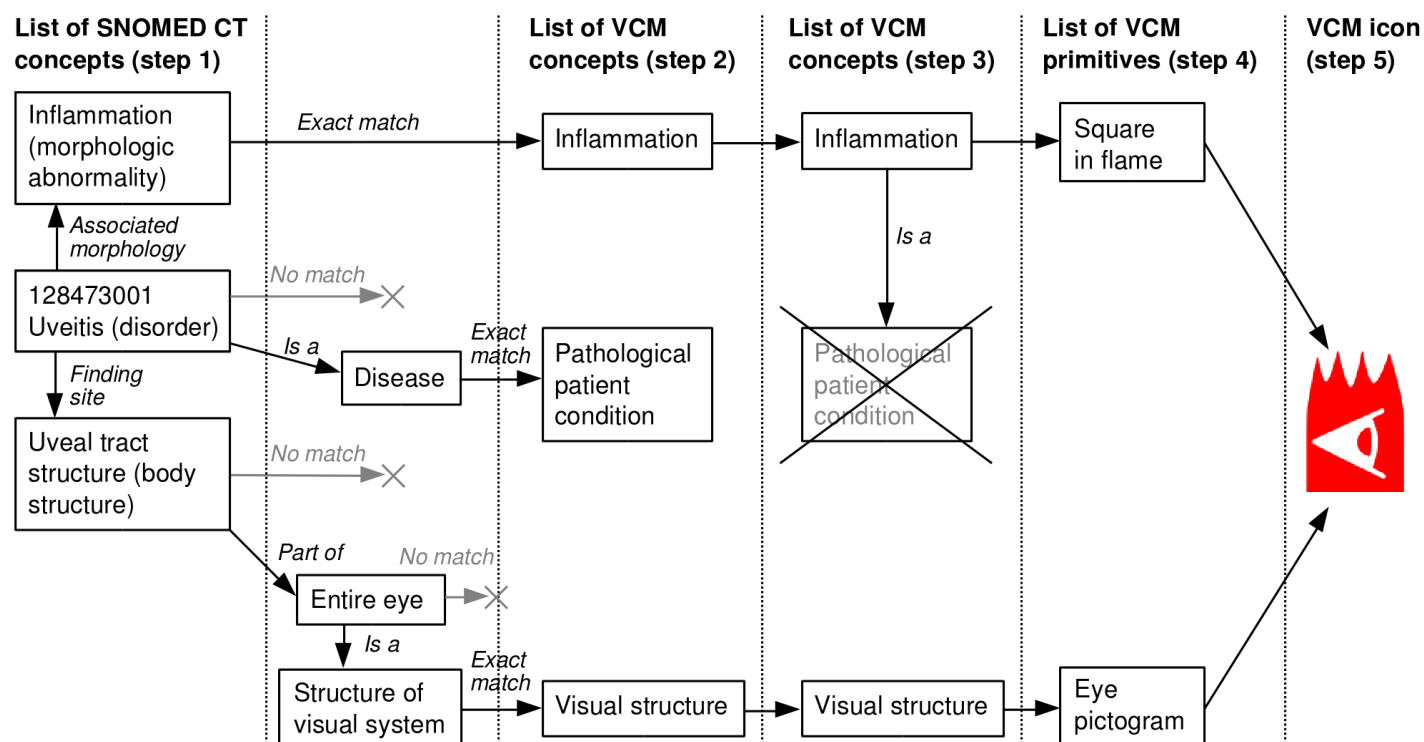 List of SNOMED CT
concepts (step 1)
List of VCM
concepts (step 2)
List of VCM
concepts (step 3)
List of VCM
primitives (step 4)
VCM icon
(step 5)
Inflammation
(morphologic
abnormality)
Exact match
Inflammation
Inflammation
Square
in flame
Associated
morphology
Is a
128473001
Uveitis (disorder)
No match
Is a
Disease
Exact
match
Pathological
patient
condition
Pathological
patient
condition
Finding
site
Uveal tract
structure (body
structure)
No match
Part of
No match
Entire eye
Is a
Structure of
visual system
Exact
match
Visual structure
Visual structure
Eye
pictogram